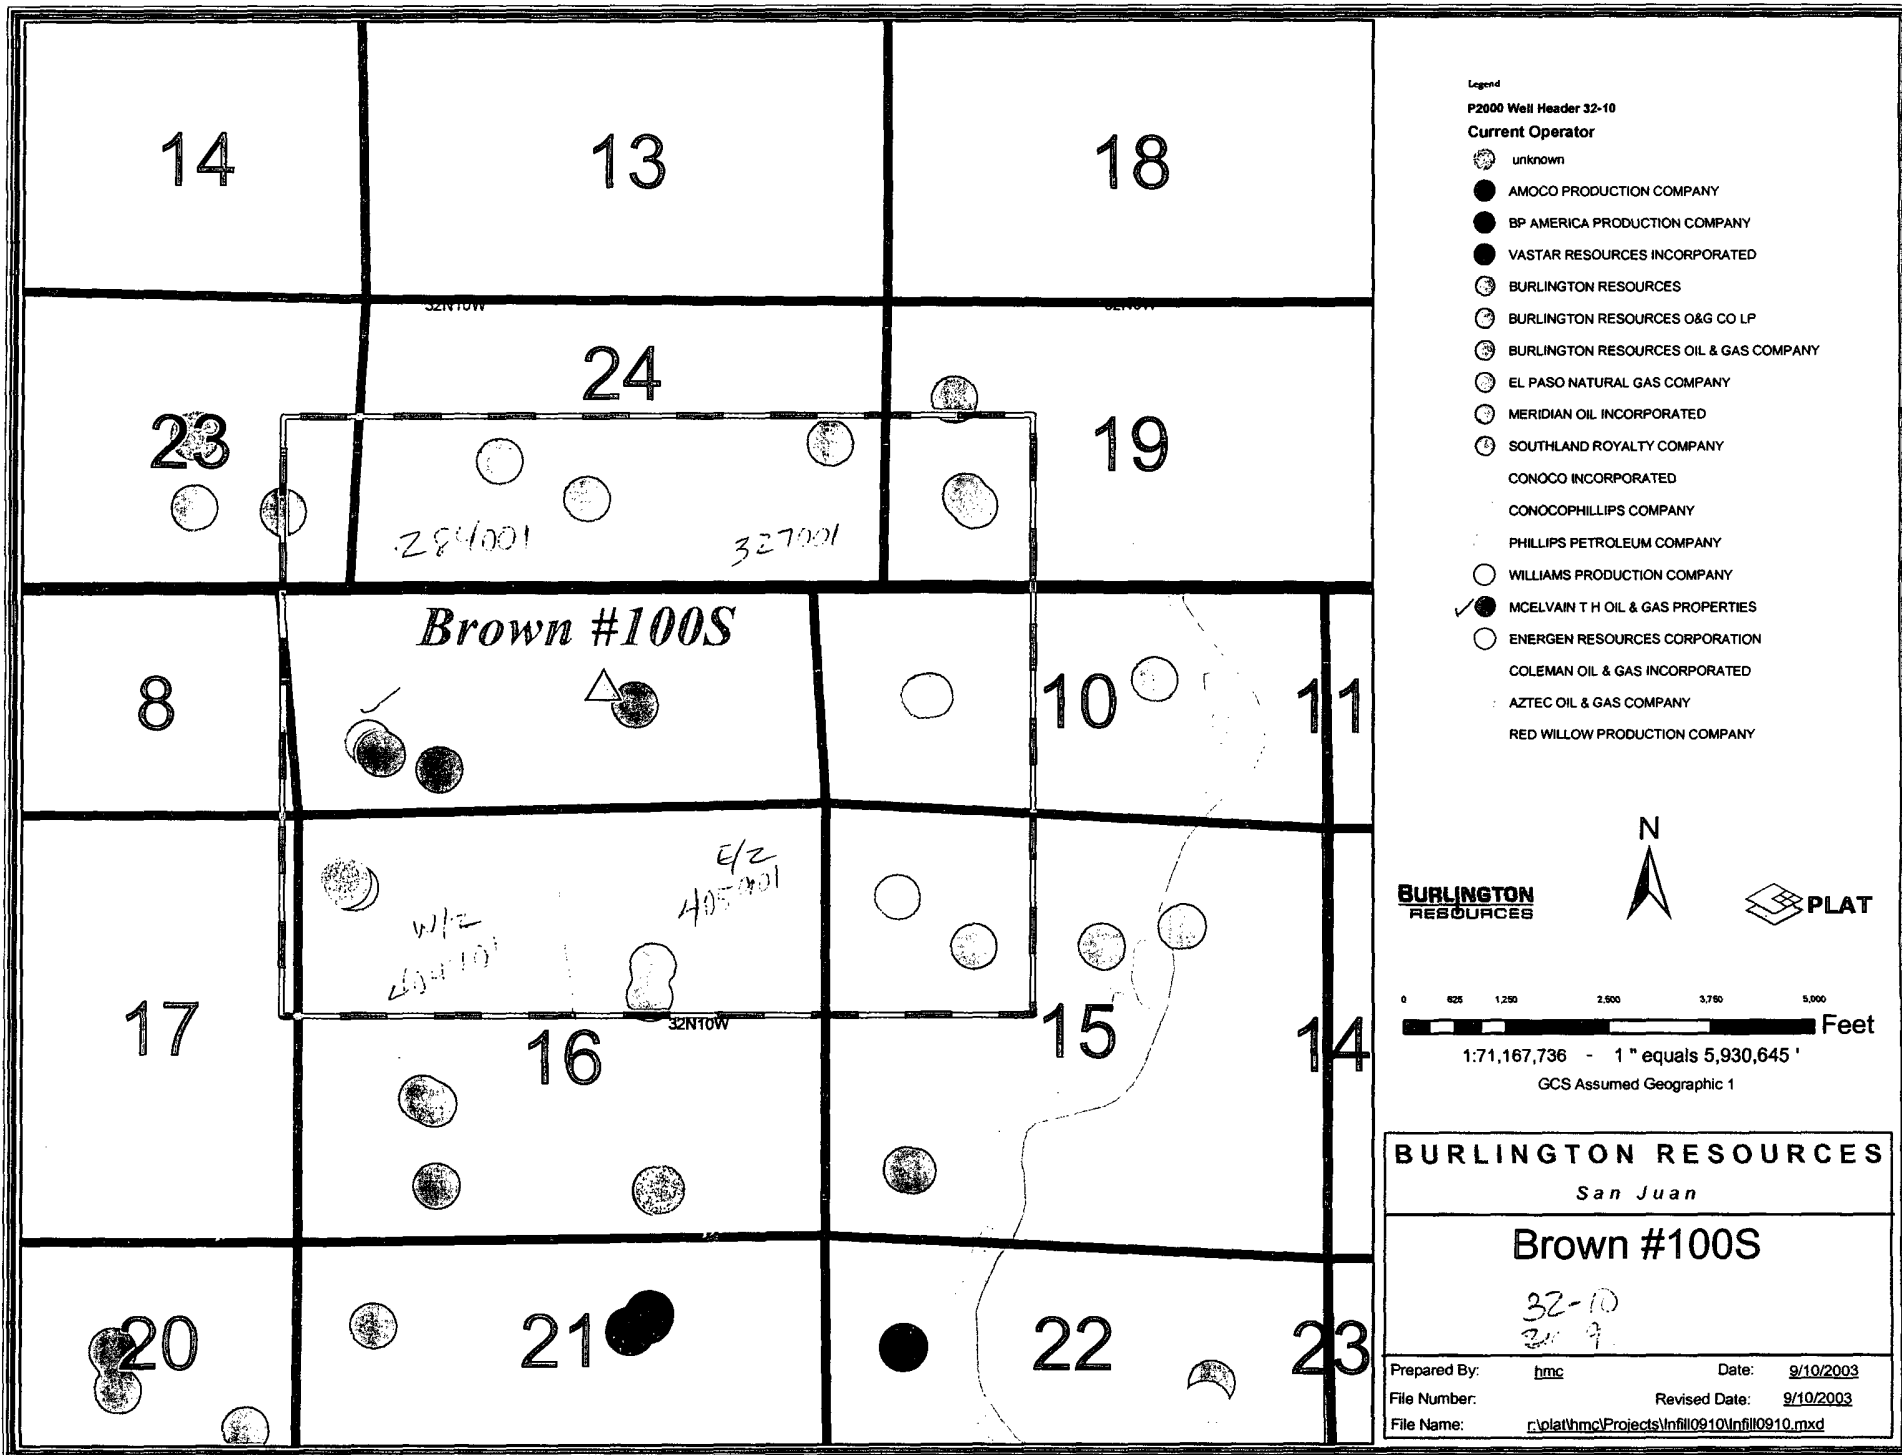 14
13
18
32N10W
24
23
19
284001
327001
Brown #100S
8
10
11
E/2
405001
W/2
17
32N10W
16
15
14
20
21
22
23
Legend
P2000 Well Header 32-10
Current Operator
unknown
AMOCO PRODUCTION COMPANY
BP AMERICA PRODUCTION COMPANY
VASTAR RESOURCES INCORPORATED
BURLINGTON RESOURCES
BURLINGTON RESOURCES O&G CO LP
BURLINGTON RESOURCES OIL & GAS COMPANY
EL PASO NATURAL GAS COMPANY
MERIDIAN OIL INCORPORATED
SOUTHLAND ROYALTY COMPANY
CONOCO INCORPORATED
CONOCOPHILLIPS COMPANY
PHILLIPS PETROLEUM COMPANY
WILLIAMS PRODUCTION COMPANY
MCELVAIN T H OIL & GAS PROPERTIES
ENERGEN RESOURCES CORPORATION
COLEMAN OIL & GAS INCORPORATED
AZTEC OIL & GAS COMPANY
RED WILLOW PRODUCTION COMPANY
N
BURLINGTON
RESOURCES
PLAT
0 625 1,250 2,500 3,750 5,000
Feet
1:71,167,736 - 1 " equals 5,930,645 '
GCS Assumed Geographic 1
BURLINGTON RESOURCES
San Juan
Brown #100S
32-10
9
Prepared By: hmc Date: 9/10/2003
File Number: Revised Date: 9/10/2003
File Name: r:\plat\hmc\Projects\Infill0910\Infill0910.mxd